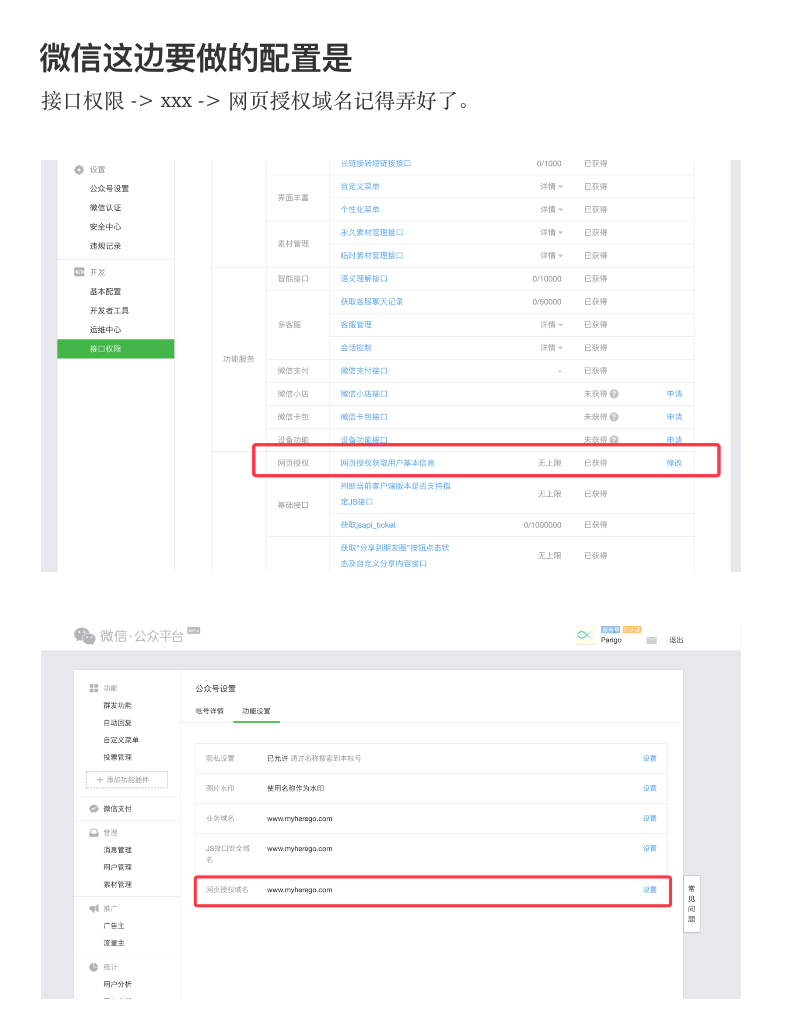 微信这边要做的配置是
接口权限 -> xxx -> 网页授权域名记得弄好了。
设置
公众号设置
微信认证
安全中心
违规记录
开发
基本配置
开发者工具
运维中心
接口权限
长链接转短链接接口 0/1000 已获得
界面丰富
自定义菜单 详情 已获得
个性化菜单 详情 已获得
素材管理
永久素材管理接口 详情 已获得
临时素材管理接口 详情 已获得
功能服务
智能接口 语义理解接口 0/10000 已获得
多客服
获取客服聊天记录 0/50000 已获得
客服管理 详情 已获得
会话控制 详情 已获得
微信支付 微信支付接口 - 已获得
微信小店 微信小店接口 未获得 ? 申请
微信卡包 微信卡包接口 未获得 ? 申请
设备功能 设备功能接口 未获得 ? 申请
网页授权 网页授权获取用户基本信息 无上限 已获得 修改
基础接口
判断当前客户端版本是否支持指
定JS接口 无上限 已获得
获取jsapi_ticket 0/1000000 已获得
获取“分享到朋友圈”按钮点击状
态及自定义分享内容接口 无上限 已获得
微信·公众平台
服务号 已认证
Parigo 退出
功能
群发功能
自动回复
自定义菜单
投票管理
+ 添加功能插件
微信支付
管理
消息管理
用户管理
素材管理
推广
广告主
流量主
统计
用户分析
公众号设置
帐号详情 功能设置
隐私设置 已允许 通过名称搜索到本帐号 设置
图片水印 使用名称作为水印 设置
业务域名 www.myherego.com 设置
JS接口安全域
名 www.myherego.com 设置
网页授权域名 www.myherego.com 设置
常
见
问
题